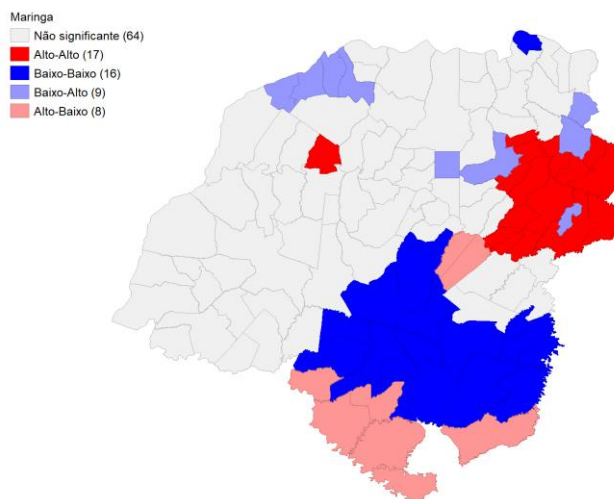 Maringa
Não significante (64)
Alto-Alto (17)
Baixo-Baixo (16)
Baixo-Alto (9)
Alto-Baixo (8)